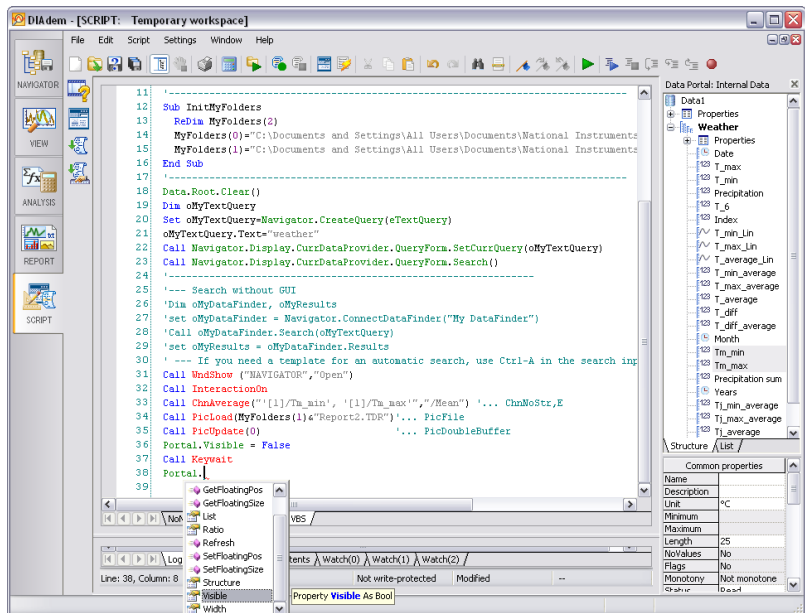 DIAdem - [SCRIPT: Temporary workspace]
File Edit Script Settings Window Help
NAVIGATOR
VIEW
ANALYSIS
REPORT
SCRIPT
11 '----------------------------------------------------------------------
12 Sub InitMyFolders
13 ReDim MyFolders(2)
14 MyFolders(0)="C:\Documents and Settings\All Users\Documents\National Instruments
15 MyFolders(1)="C:\Documents and Settings\All Users\Documents\National Instruments
16 End Sub
17 '----------------------------------------------------------------------
18 Data.Root.Clear()
19 Dim oMyTextQuery
20 Set oMyTextQuery=Navigator.CreateQuery(eTextQuery)
21 oMyTextQuery.Text="weather"
22 Call Navigator.Display.CurrDataProvider.QueryForm.SetCurrQuery(oMyTextQuery)
23 Call Navigator.Display.CurrDataProvider.QueryForm.Search()
24 '-------------------------------------------------------
25 '--- Search without GUI
26 'Dim oMyDataFinder, oMyResults
27 'set oMyDataFinder = Navigator.ConnectDataFinder("My DataFinder")
28 'Call oMyDataFinder.Search(oMyTextQuery)
29 'set oMyResults = oMyDataFinder.Results
30 ' --- If you need a template for an automatic search, use Ctrl-A in the search inp
31 Call WndShow ("NAVIGATOR","Open")
32 Call InteractionOn
33 Call ChnAverage("'[1]/Tm_min', '[1]/Tm_max'","/Mean") '... ChnNoStr,E
34 Call PicLoad(MyFolders(1)&"Report2.TDR")'... PicFile
35 Call PicUpdate(0) '... PicDoubleBuffer
36 Portal.Visible = False
37 Call Keywait
38 Portal.
39
GetFloatingPos
GetFloatingSize
List
Ratio
Refresh
SetFloatingPos
SetFloatingSize
Structure
Visible
Width
Property Visible As Bool
VBS
Watch(0) Watch(1) Watch(2)
Line: 38, Column: 8 Not write-protected Modified --
Data Portal: Internal Data
Data1
Properties
Weather
Properties
Date
T_max
T_min
Precipitation
T_6
Index
T_min_Lin
T_max_Lin
T_average_Lin
T_min_average
T_max_average
T_average
T_diff
T_diff_average
Month
Tm_min
Tm_max
Precipitation sum
Years
Tj_min_average
Tj_max_average
Tj_average
Structure List
Common properties
Name
Description
Unit °C
Minimum
Maximum
Length 25
NoValues No
Flags No
Monotony Not monotone
Status Read